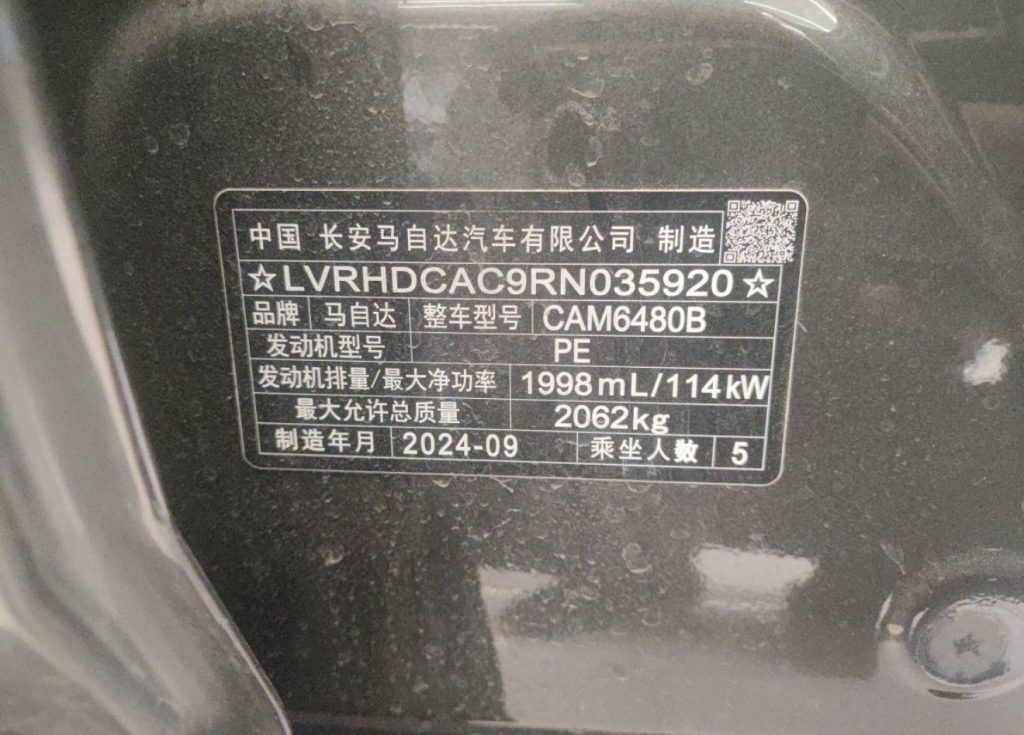 中国 长安马自达汽车有限公司 制造
☆LVRHDCAC9RN035920☆
品牌 马自达 整车型号 CAM6480B
发动机型号 PE
发动机排量/最大净功率 1998mL/114kW
最大允许总质量 2062kg
制造年月 2024-09 乘坐人数 5